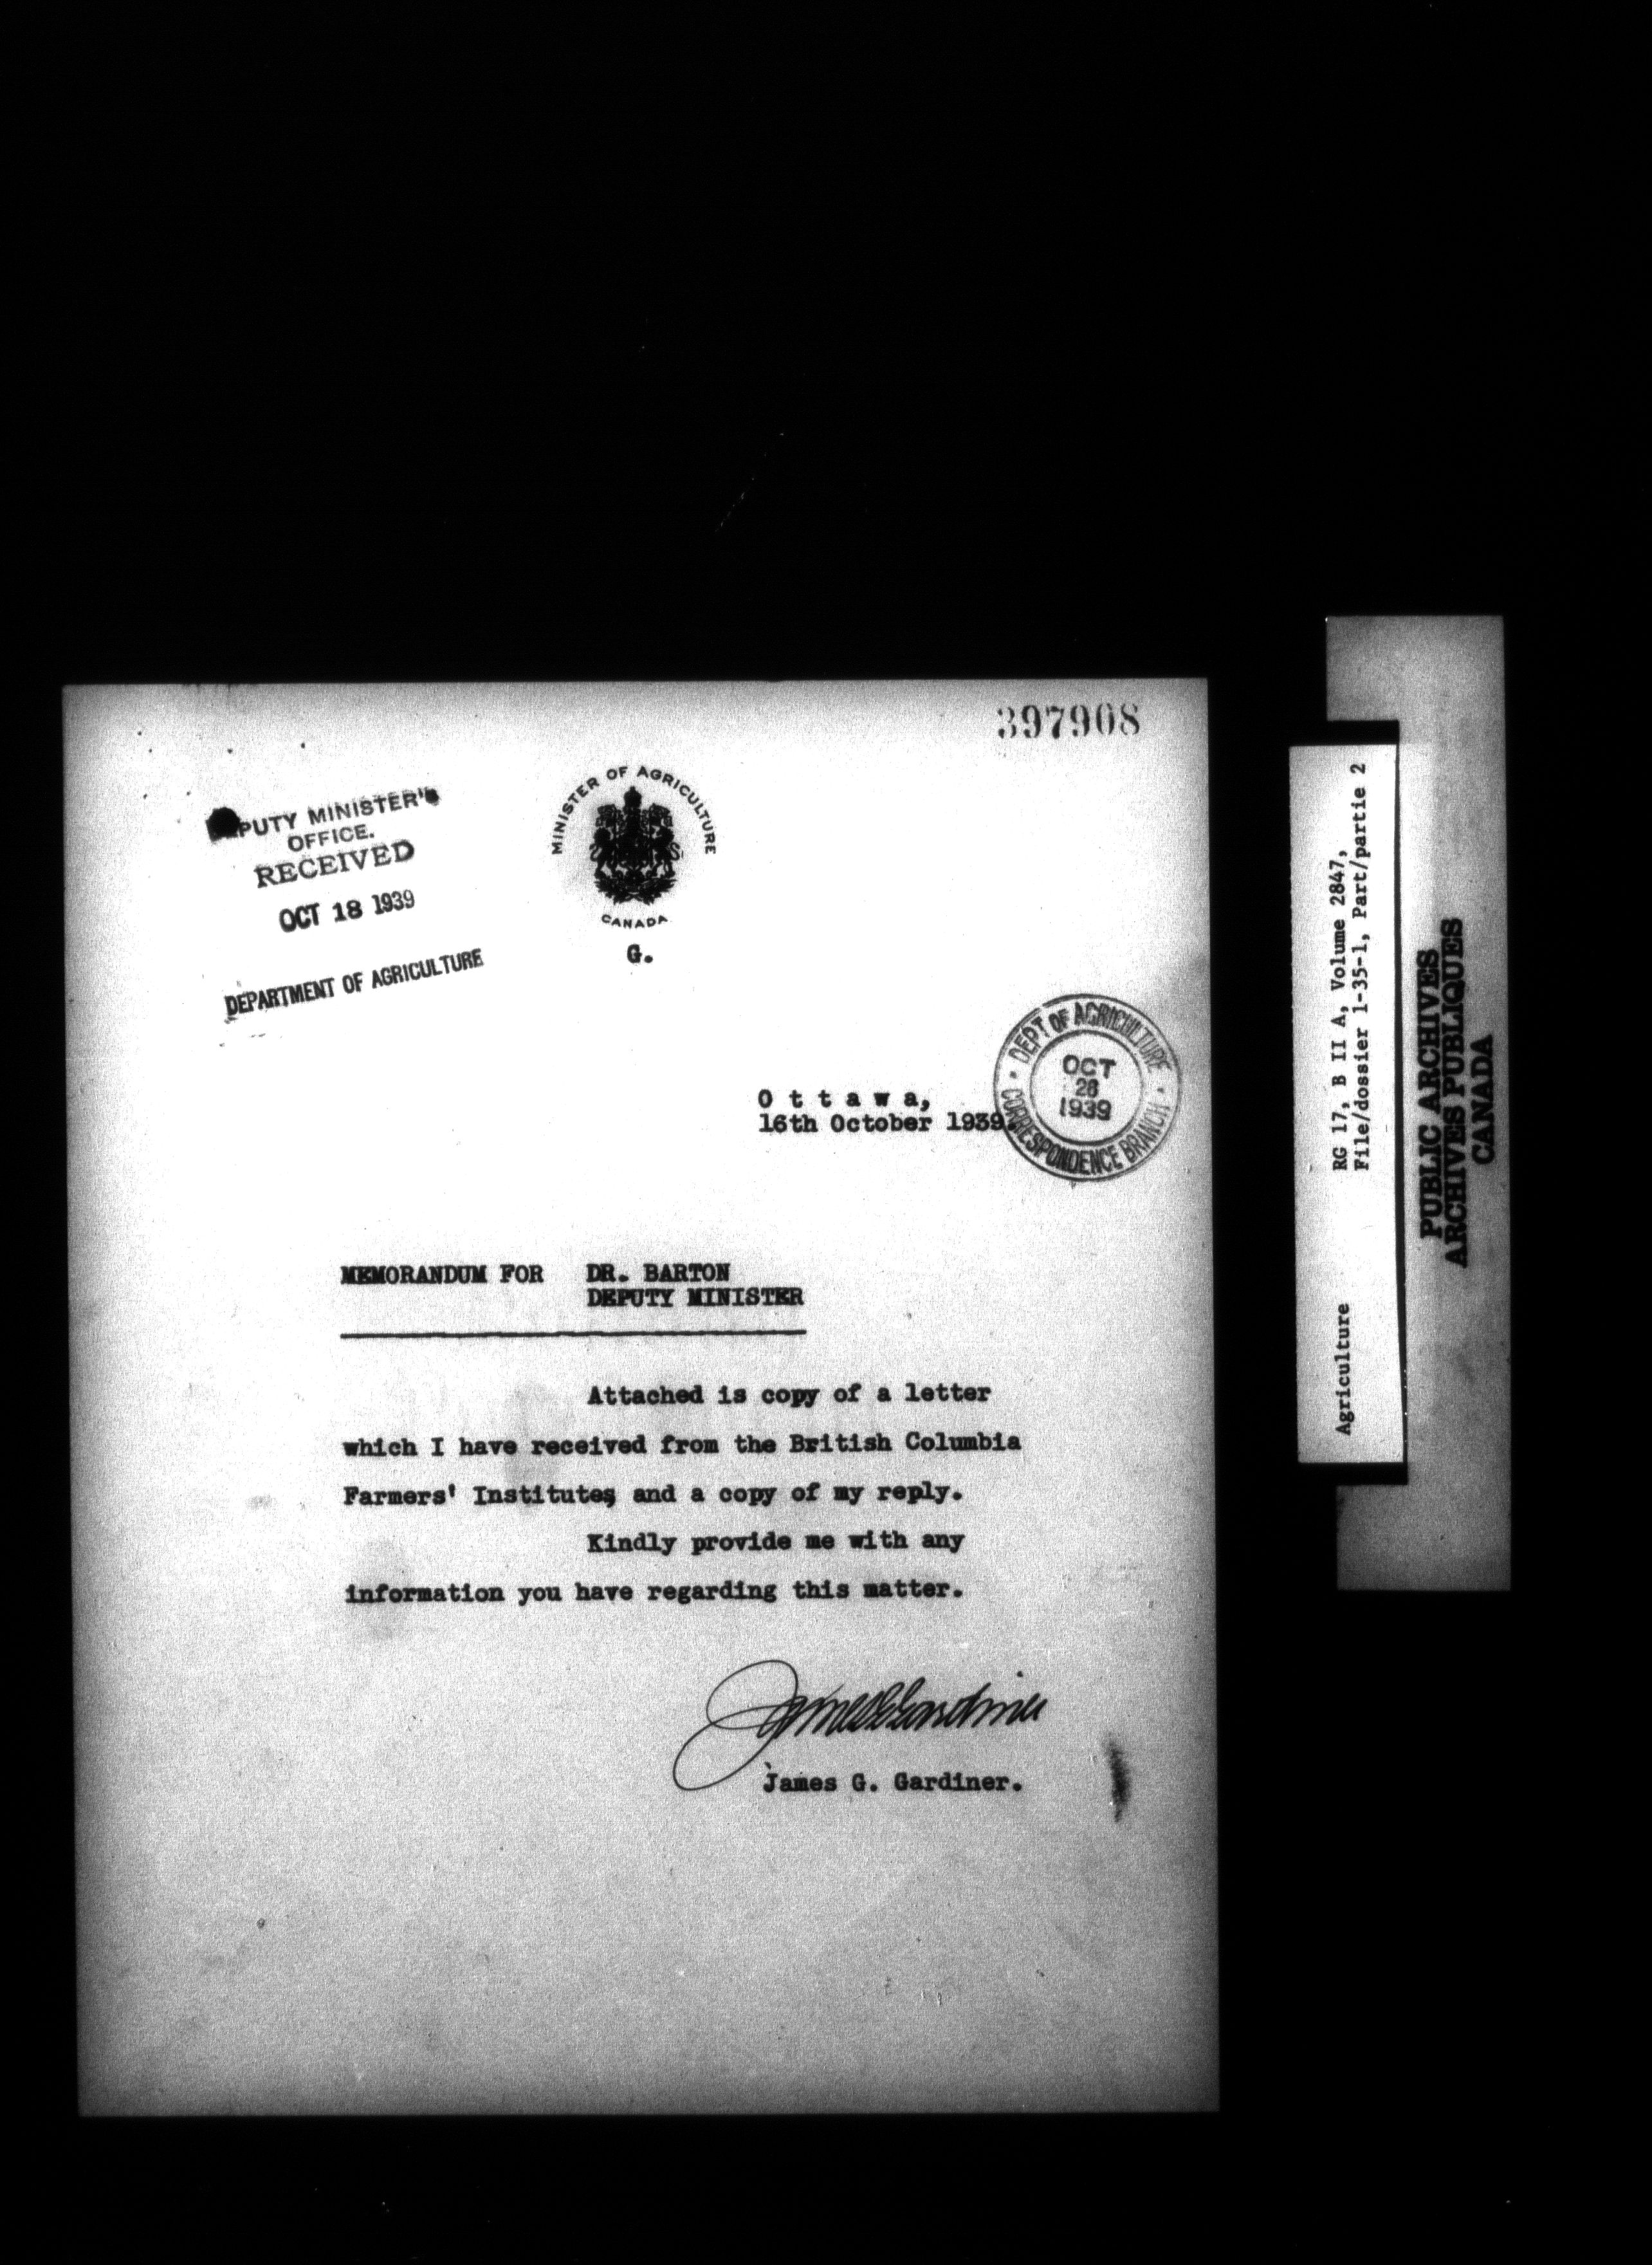 397908
DEPUTY MINISTER'S
OFFICE.
RECEIVED
OCT 18 1939
DEPARTMENT OF AGRICULTURE
MINISTER OF AGRICULTURE
CANADA
G.
DEPT OF AGRICULTURE
OCT
28
1939
CORRESPONDENCE BRANCH
O t t a w a,
16th October 1939.
MEMORANDUM FOR DR. BARTON
DEPUTY MINISTER
Attached is copy of a letter
which I have received from the British Columbia
Farmers' Institutes and a copy of my reply.
Kindly provide me with any
information you have regarding this matter.
James G Gardiner
James G. Gardiner.
Agriculture RG 17, B II A, Volume 2847,
File/dossier 1-35-1, Part/partie 2
PUBLIC ARCHIVES
ARCHIVES PUBLIQUES
CANADA